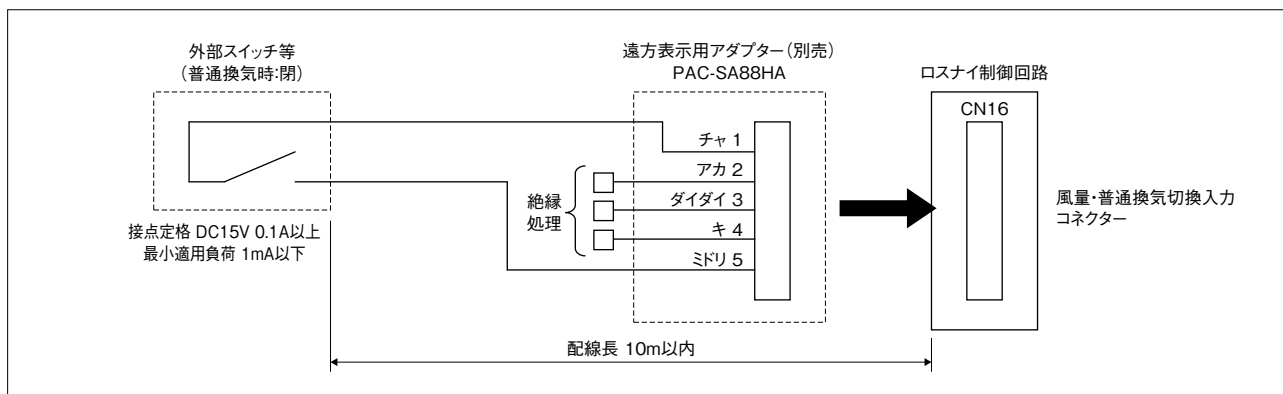 外部スイッチ等
（普通換気時:閉）
接点定格 DC15V 0.1A以上
最小適用負荷 1mA以下
遠方表示用アダプター（別売）
PAC-SA88HA
チャ 1
アカ 2
ダイダイ 3
キ 4
ミドリ 5
絶縁
処理
ロスナイ制御回路
CN16
風量・普通換気切換入力
コネクター
配線長 10m以内